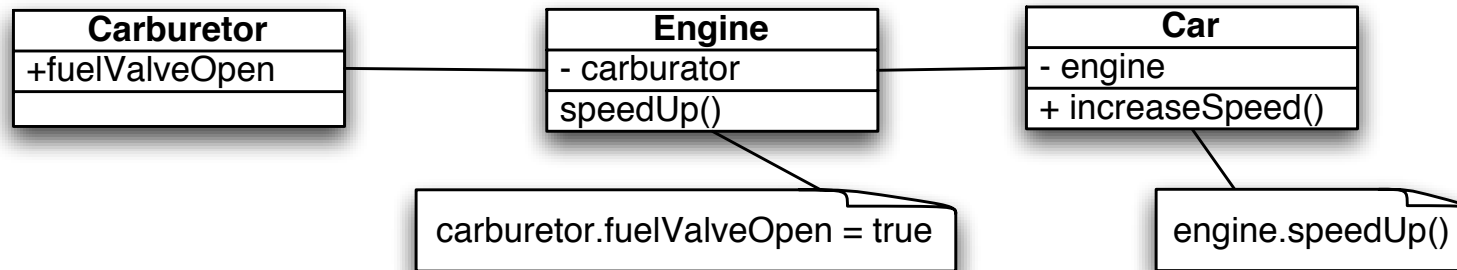 Carburetor
+fuelValveOpen
Engine
- carburator
speedUp()
Car
- engine
+ increaseSpeed()
carburetor.fuelValveOpen = true
engine.speedUp()